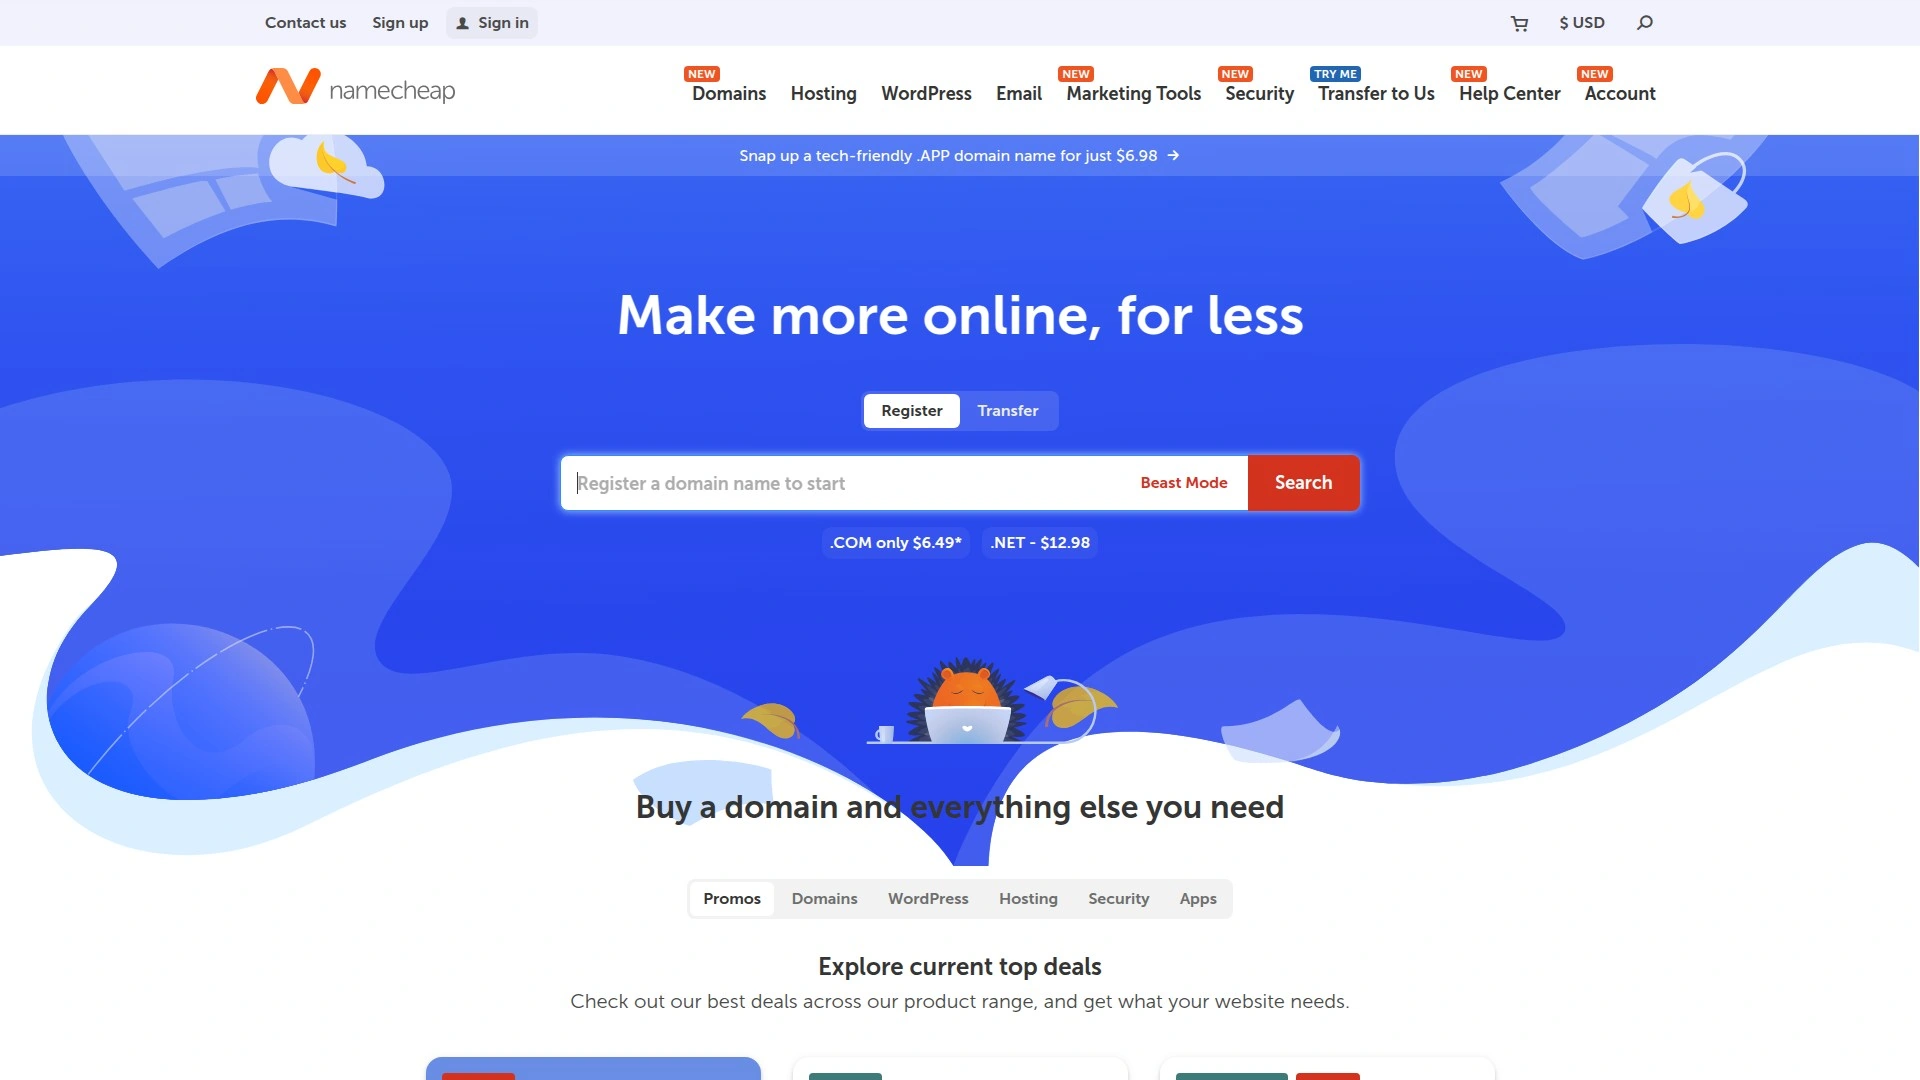 Contact us
Sign up
Sign in
$ USD
namecheap
NEW
Domains
Hosting
WordPress
Email
NEW
Marketing Tools
NEW
Security
TRY ME
Transfer to Us
NEW
Help Center
NEW
Account
Snap up a tech-friendly .APP domain name for just $6.98 →
Make more online, for less
Register
Transfer
Register a domain name to start
Beast Mode
Search
.COM only $6.49*
.NET - $12.98
Buy a domain and everything else you need
Promos
Domains
WordPress
Hosting
Security
Apps
Explore current top deals
Check out our best deals across our product range, and get what your website needs.